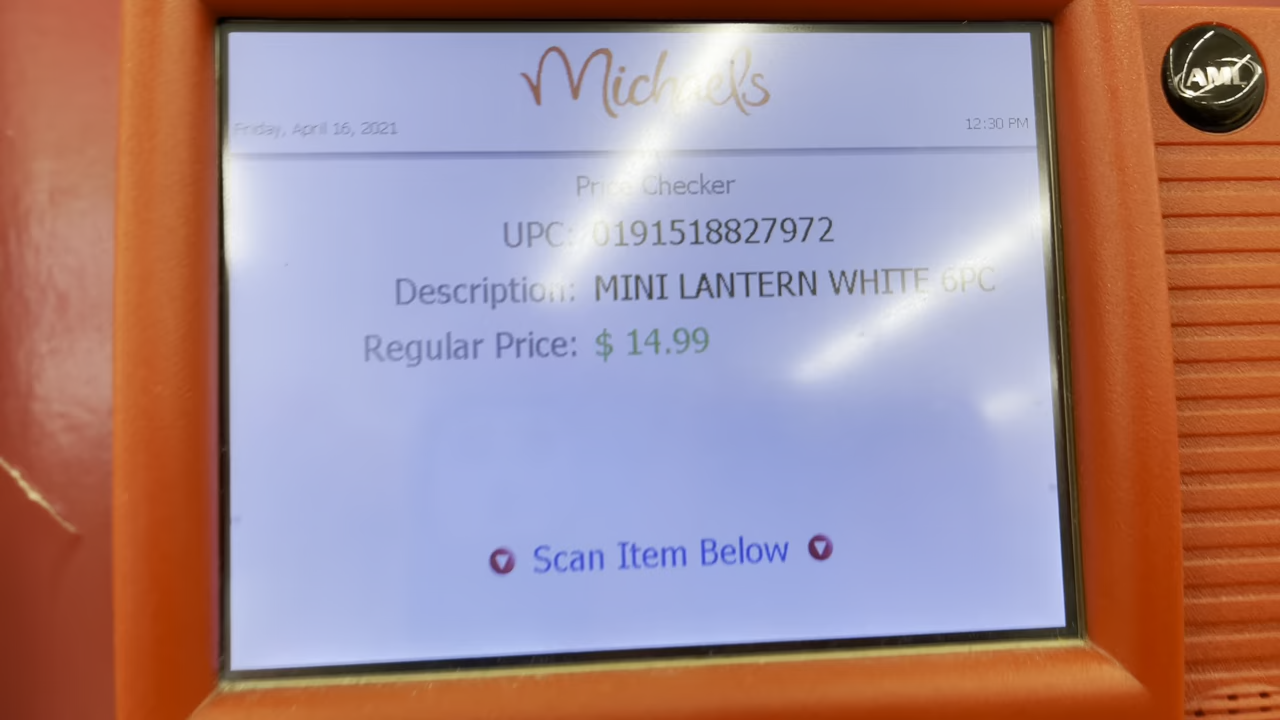 Michaels
Friday, April 16, 2021
12:30 PM
Price Checker
UPC: 0191518827972
Description: MINI LANTERN WHITE 6PC
Regular Price: $ 14.99
Scan Item Below
AML